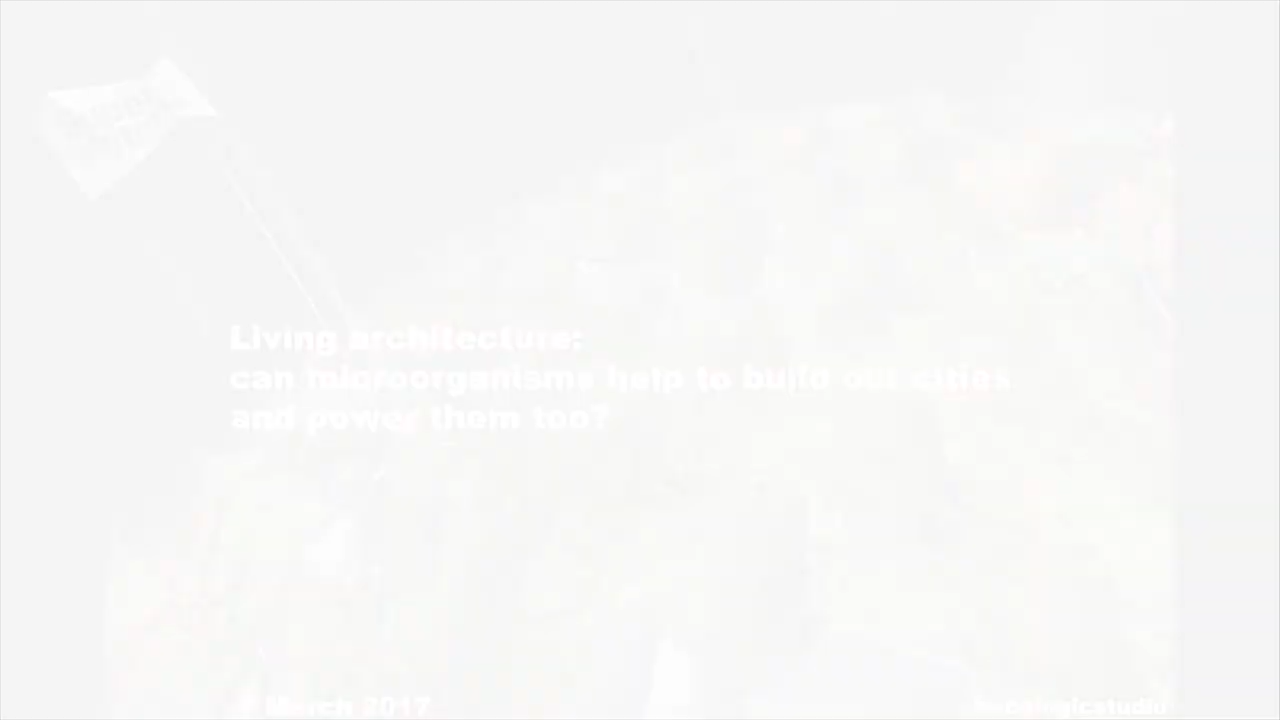 Living architecture:
can microorganisms help to build our cities
and power them too?
March 2017